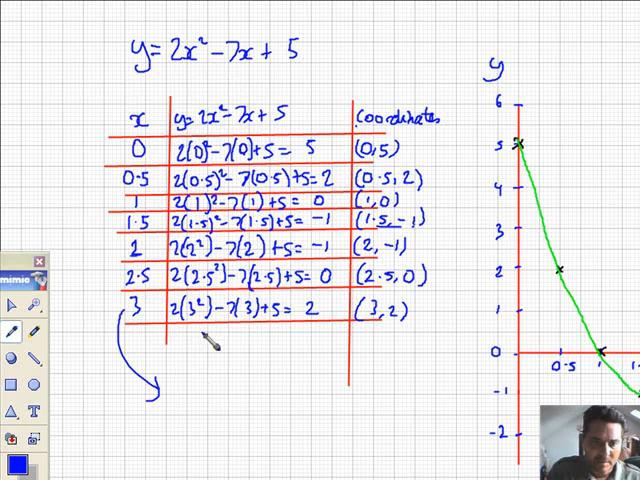 y = 2x² - 7x + 5
x y = 2x² - 7x + 5 coordinates
0 2(0)² - 7(0) + 5 = 5 (0,5)
0.5 2(0.5)² - 7(0.5) + 5 = 2 (0.5, 2)
1 2(1)² - 7(1) + 5 = 0 (1, 0)
1.5 2(1.5)² - 7(1.5) + 5 = -1 (1.5, -1)
2 2(2²) - 7(2) + 5 = -1 (2, -1)
2.5 2(2.5²) - 7(2.5) + 5 = 0 (2.5, 0)
3 2(3²) - 7(3) + 5 = 2 (3, 2)
y
6
5
4
3
2
1
0
0.5 1 1.
-1
-2
mimio
T